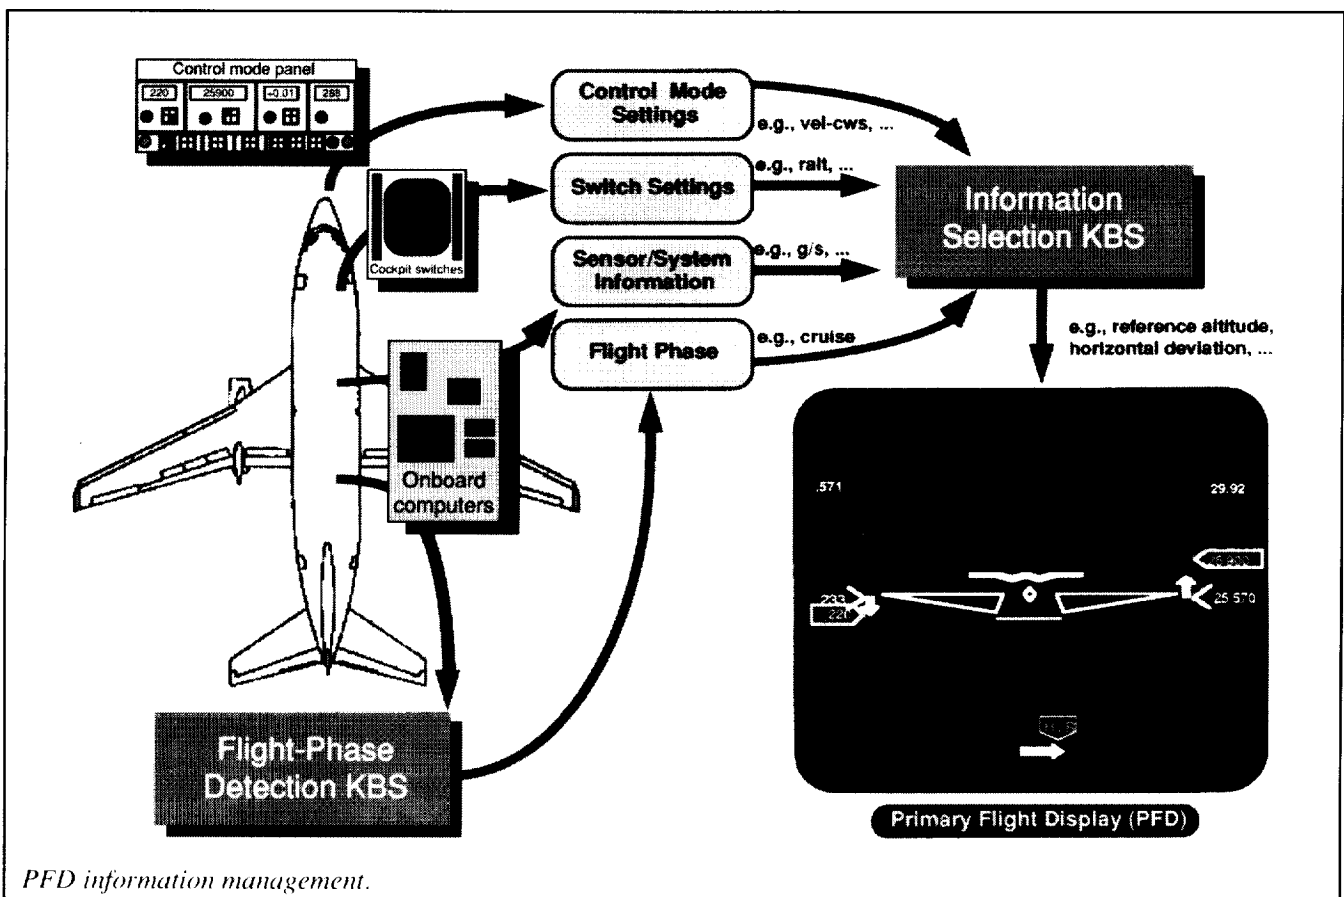 Control mode panel
220 25900 -0.01 288
Control Mode
Settings
e.g., vel-cws, ...
Switch Settings
e.g., ralt, ...
Cockpit switches
Sensor/System
Information
e.g., g/s, ...
Flight Phase
e.g., cruise
Information
Selection KBS
e.g., reference altitude,
horizontal deviation, ...
Onboard
computers
Flight-Phase
Detection KBS
.571
29.92
233
25 570
220
Primary Flight Display (PFD)
PFD information management.